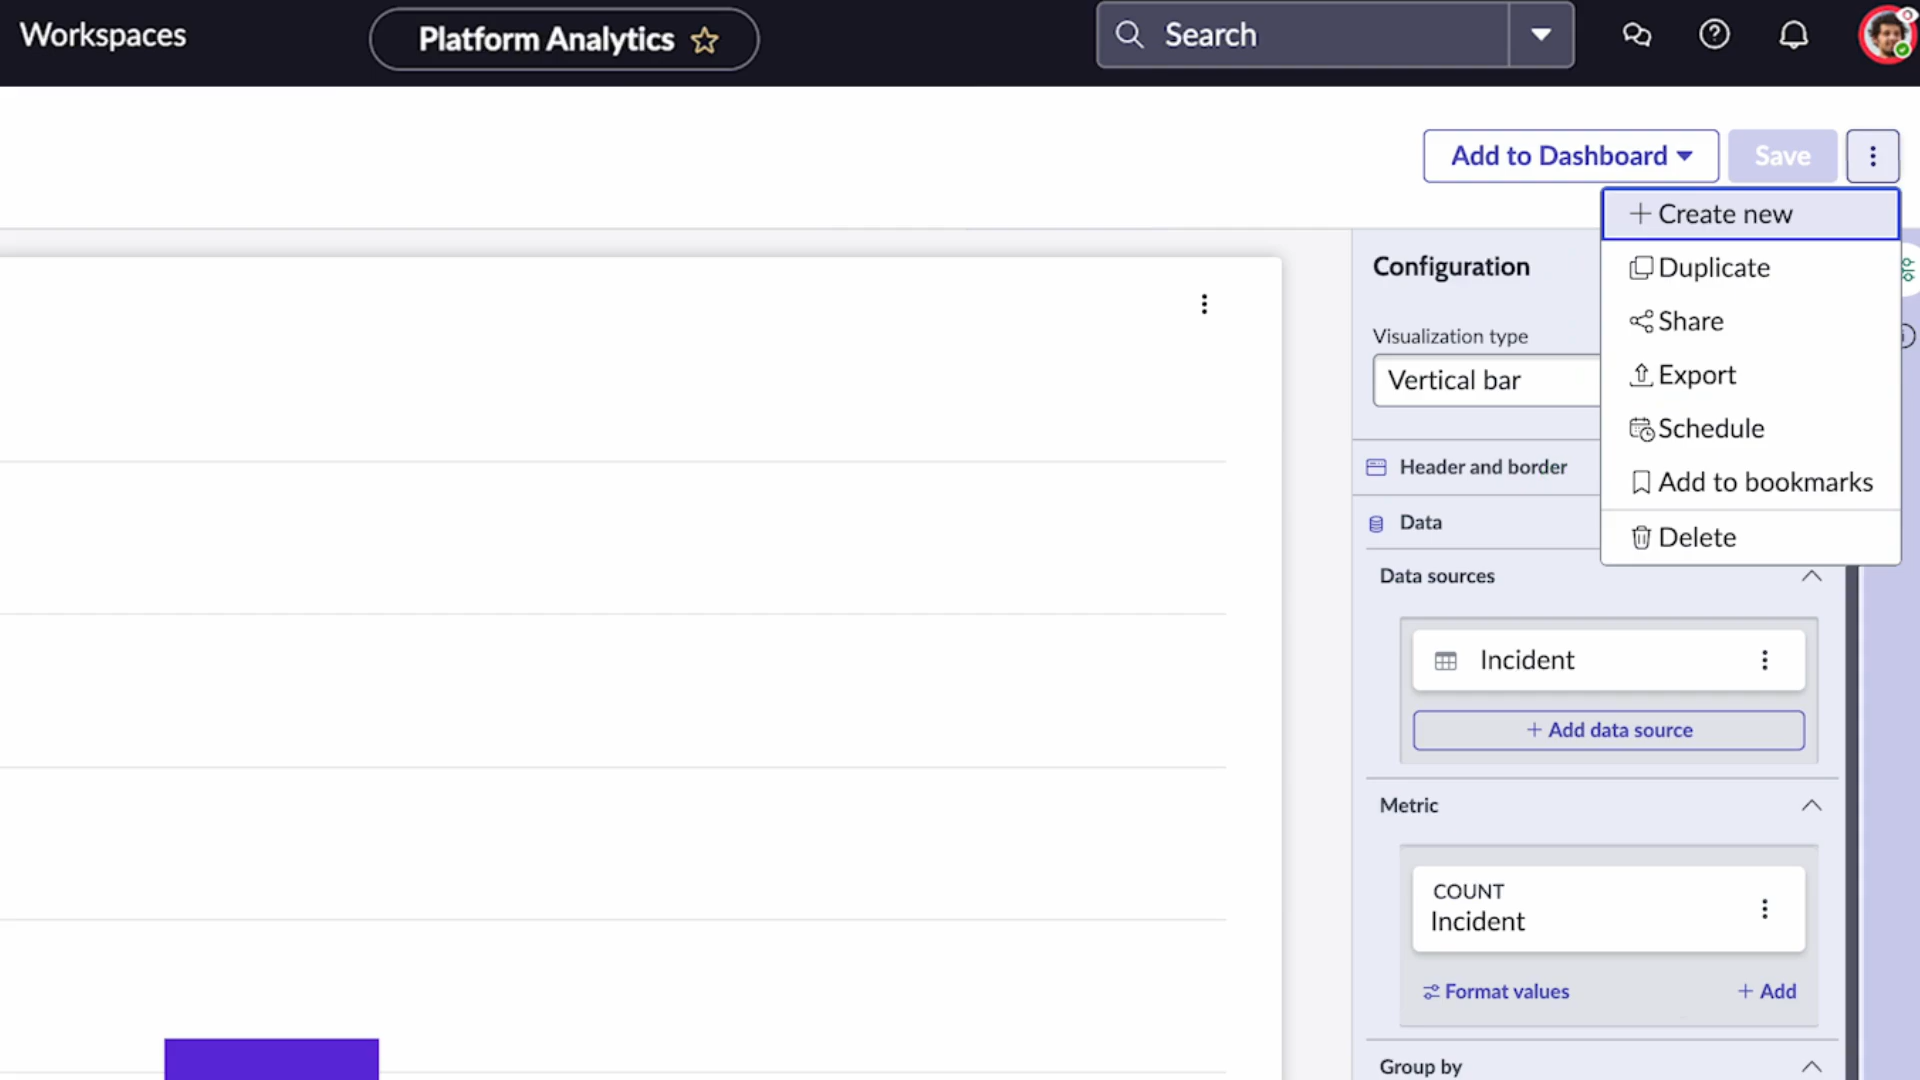 Workspaces
Platform Analytics
Search
Add to Dashboard
Save
Create new
Duplicate
Share
Export
Schedule
Add to bookmarks
Delete
Configuration
Visualization type
Vertical bar
Header and border
Data
Data sources
Incident
+ Add data source
Metric
COUNT
Incident
Format values
+ Add
Group by